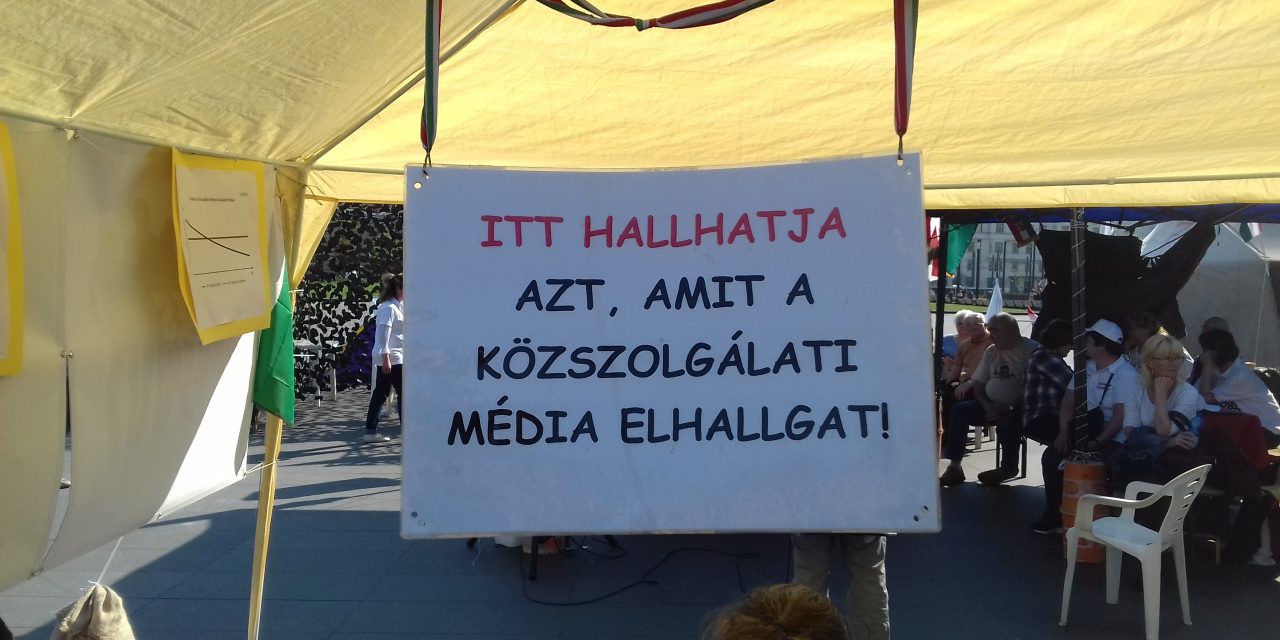 ITT HALLHATJA
AZT, AMIT A
KÖZSZOLGÁLATI
MÉDIA ELHALLGAT!